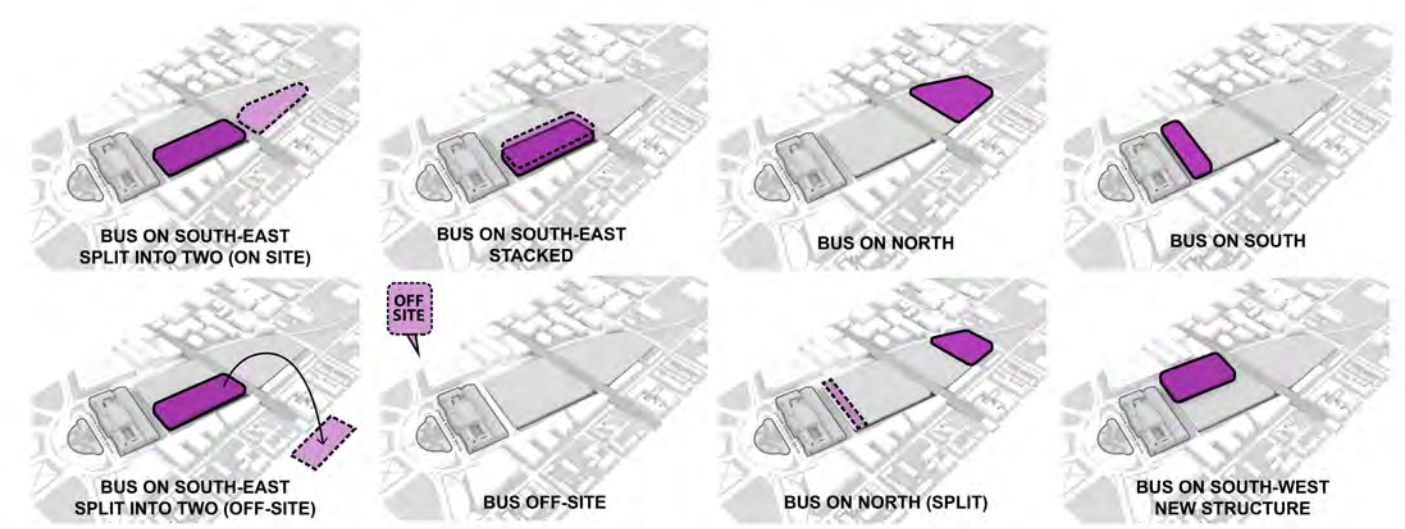 BUS ON SOUTH-EAST
SPLIT INTO TWO (ON SITE)
BUS ON SOUTH-EAST
STACKED
BUS ON NORTH
BUS ON SOUTH
OFF
SITE
BUS ON SOUTH-EAST
SPLIT INTO TWO (OFF-SITE)
BUS OFF-SITE
BUS ON NORTH (SPLIT)
BUS ON SOUTH-WEST
NEW STRUCTURE